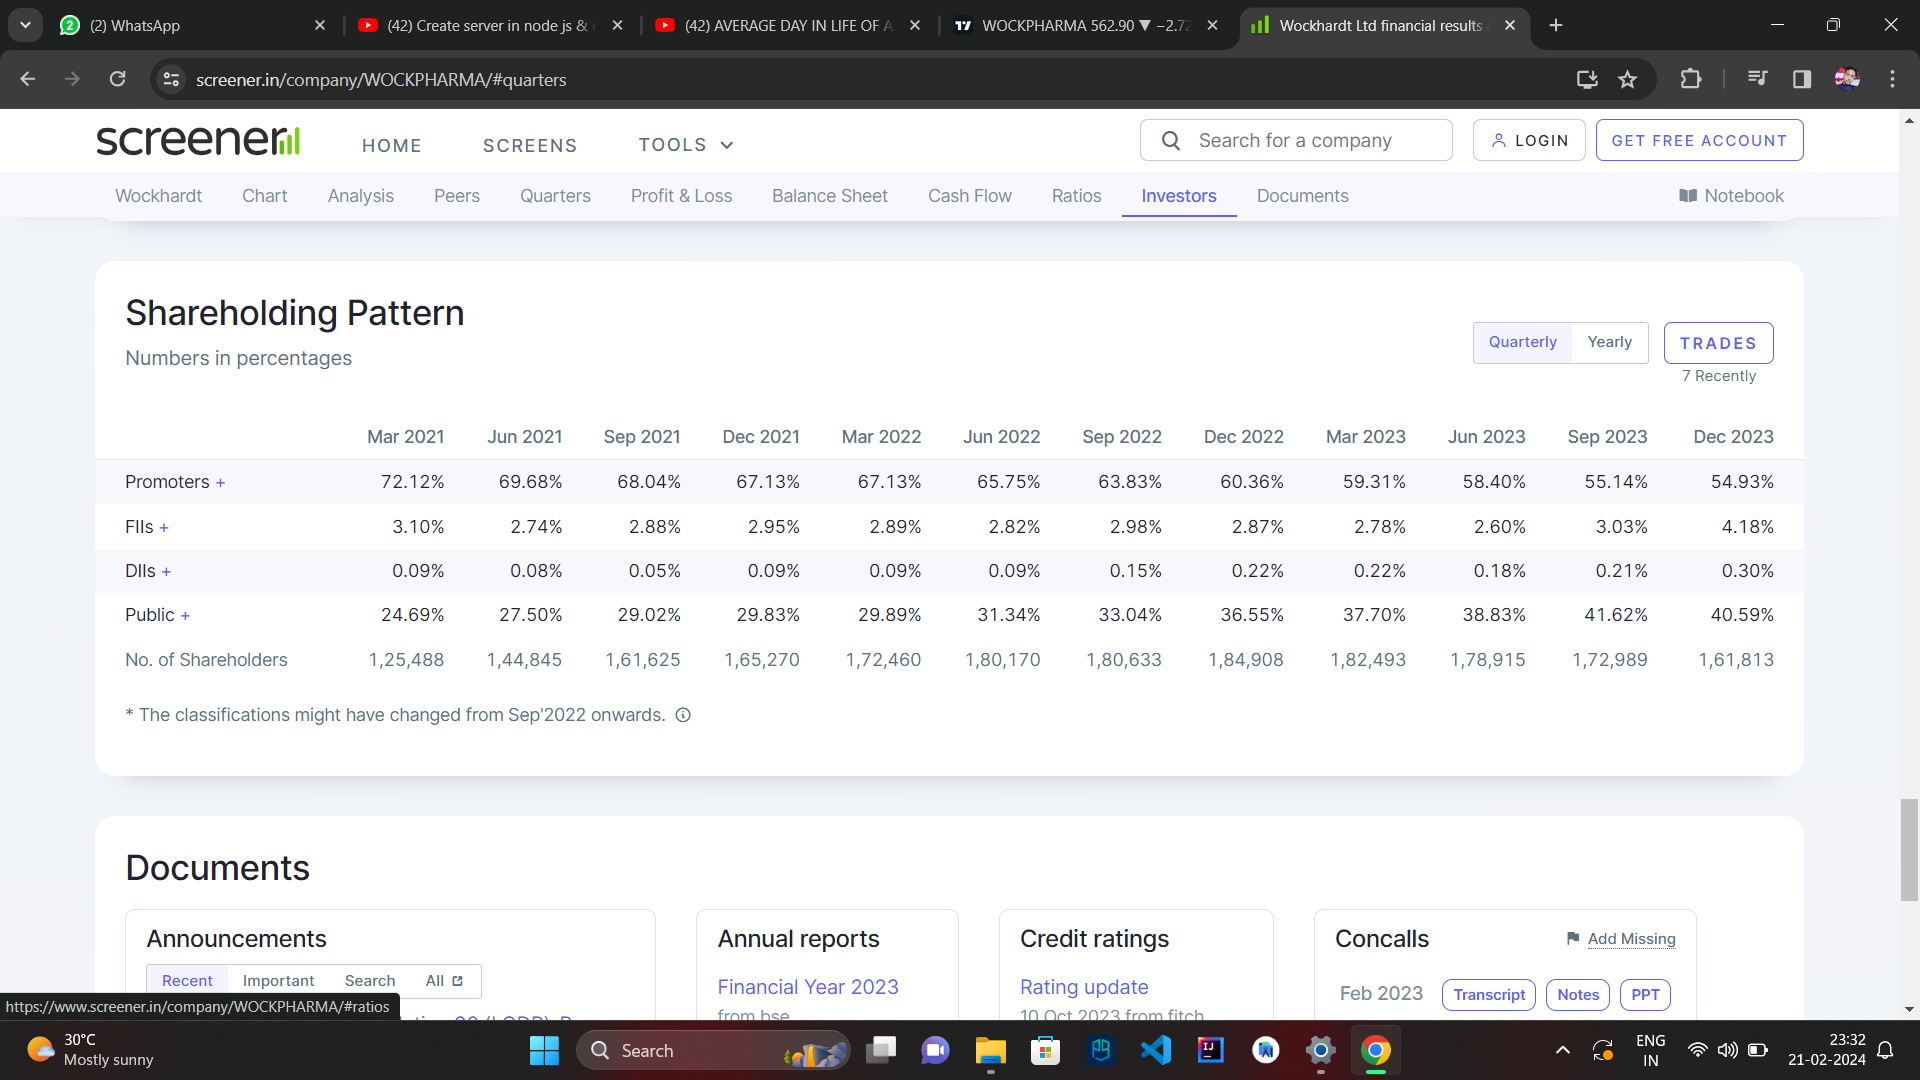 (2) WhatsApp
(42) Create server in node js &
(42) AVERAGE DAY IN LIFE OF A
WOCKPHARMA 562.90 ▼ −2.72
Wockhardt Ltd financial results
screener.in/company/WOCKPHARMA/#quarters
screener
HOME SCREENS TOOLS
Search for a company
LOGIN
GET FREE ACCOUNT
Wockhardt Chart Analysis Peers Quarters Profit & Loss Balance Sheet Cash Flow Ratios Investors Documents Notebook
Shareholding Pattern
Numbers in percentages
Quarterly Yearly TRADES
7 Recently
Mar 2021 Jun 2021 Sep 2021 Dec 2021 Mar 2022 Jun 2022 Sep 2022 Dec 2022 Mar 2023 Jun 2023 Sep 2023 Dec 2023
Promoters + 72.12% 69.68% 68.04% 67.13% 67.13% 65.75% 63.83% 60.36% 59.31% 58.40% 55.14% 54.93%
FIIs + 3.10% 2.74% 2.88% 2.95% 2.89% 2.82% 2.98% 2.87% 2.78% 2.60% 3.03% 4.18%
DIIs + 0.09% 0.08% 0.05% 0.09% 0.09% 0.09% 0.15% 0.22% 0.22% 0.18% 0.21% 0.30%
Public + 24.69% 27.50% 29.02% 29.83% 29.89% 31.34% 33.04% 36.55% 37.70% 38.83% 41.62% 40.59%
No. of Shareholders 1,25,488 1,44,845 1,61,625 1,65,270 1,72,460 1,80,170 1,80,633 1,84,908 1,82,493 1,78,915 1,72,989 1,61,813
* The classifications might have changed from Sep'2022 onwards.
Documents
Announcements
Recent Important Search All
Annual reports
Financial Year 2023
from bse
Credit ratings
Rating update
10 Oct 2023 from fitch
Concalls
Add Missing
Feb 2023 Transcript Notes PPT
https://www.screener.in/company/WOCKPHARMA/#ratios
30°C
Mostly sunny
Search
ENG
IN
23:32
21-02-2024